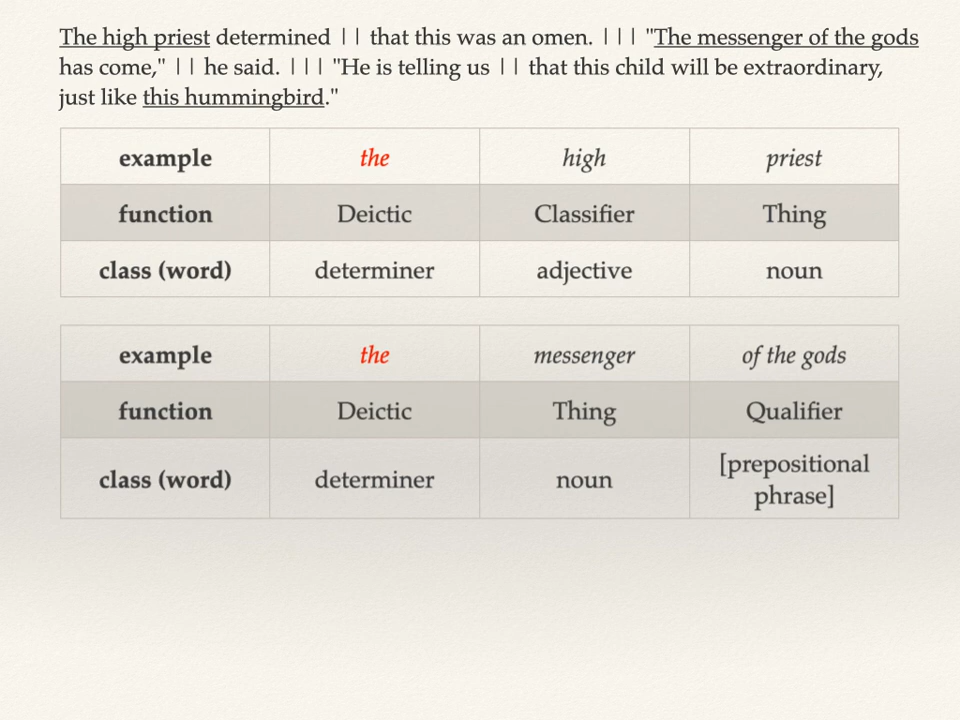 The high priest determined || that this was an omen. ||| "The messenger of the gods
has come," || he said. ||| "He is telling us || that this child will be extraordinary,
just like this hummingbird."
example the high priest
function Deictic Classifier Thing
class (word) determiner adjective noun
example the messenger of the gods
function Deictic Thing Qualifier
class (word) determiner noun [prepositional
phrase]